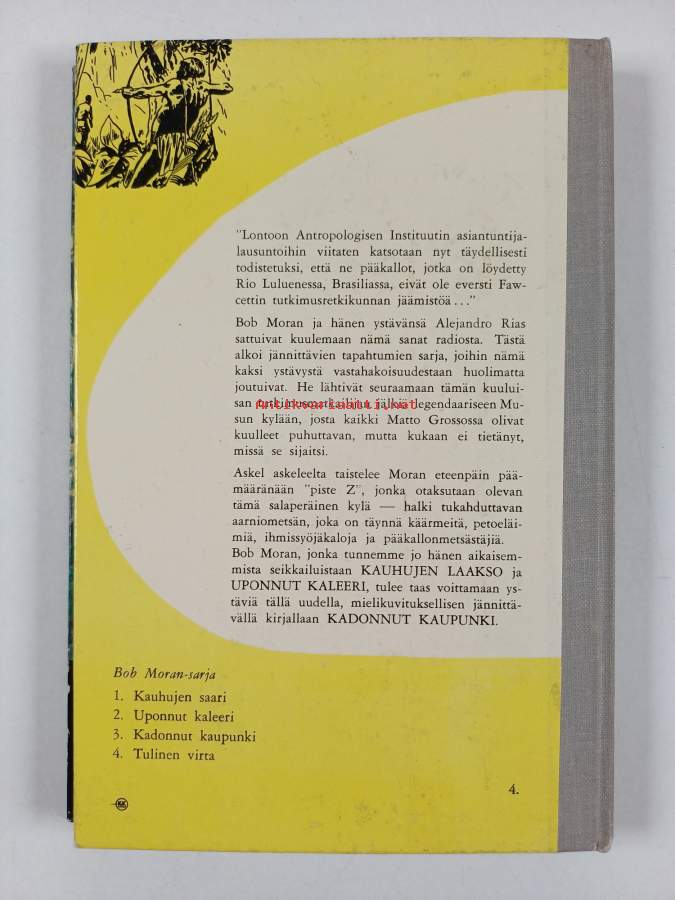 "Lontoon Antropologisen Instituutin asiantuntija-
lausuntoihin viitaten katsotaan nyt täydellisesti
todistetuksi, että ne pääkallot, jotka on löydetty
Rio Luluenessa, Brasiliassa, eivät ole eversti Faw-
cettin tutkimusretkikunnan jäämistöä..."
Bob Moran ja hänen ystävänsä Alejandro Rias
sattuivat kuulemaan nämä sanat radiosta. Tästä
alkoi jännittävien tapahtumien sarja, joihin nämä
kaksi ystävystä vastahakoisuudestaan huolimatta
joutuivat. He lähtivät seuraamaan tämän kuului-
san tutkimusmatkailijan jälkiä legendaariseen Mu-
Antikvariaatti.net
sun kylään, josta kaikki Matto Grossossa olivat
kuulleet puhuttavan, mutta kukaan ei tietänyt,
missä se sijaitsi.
Askel askeleelta taistelee Moran eteenpäin pää-
määränään "piste Z", jonka otaksutaan olevan
tämä salaperäinen kylä — halki tukahduttavan
aarniometsän, joka on täynnä käärmeitä, petoeläi-
miä, ihmissyöjäkaloja ja pääkallonmetsästäjiä.
Bob Moran, jonka tunnemme jo hänen aikaisem-
mista seikkailuistaan KAUHUJEN LAAKSO ja
UPONNUT KALEERI, tulee taas voittamaan ys-
täviä tällä uudella, mielikuvituksellisen jännittä-
vällä kirjallaan KADONNUT KAUPUNKI.
Bob Moran-sarja
1. Kauhujen saari
2. Uponnut kaleeri
3. Kadonnut kaupunki
4. Tulinen virta
4.